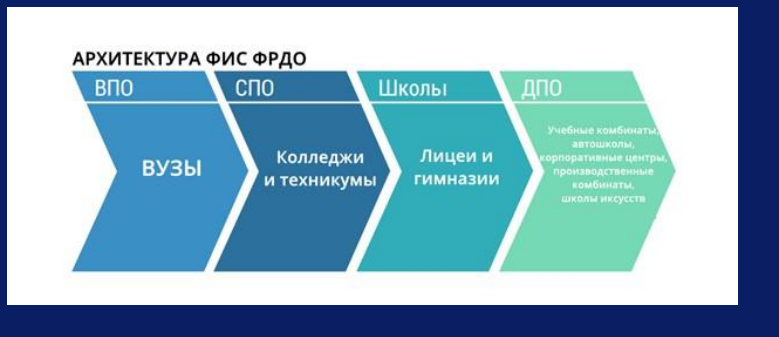 АРХИТЕКТУРА ФИС ФРДО
ВПО
ВУЗЫ
СПО
Колледжи
и техникумы
Школы
Лицеи и
гимназии
ДПО
Учебные комбинаты,
автошколы,
корпоративные центры,
производственные
комбинаты,
школы иксусств